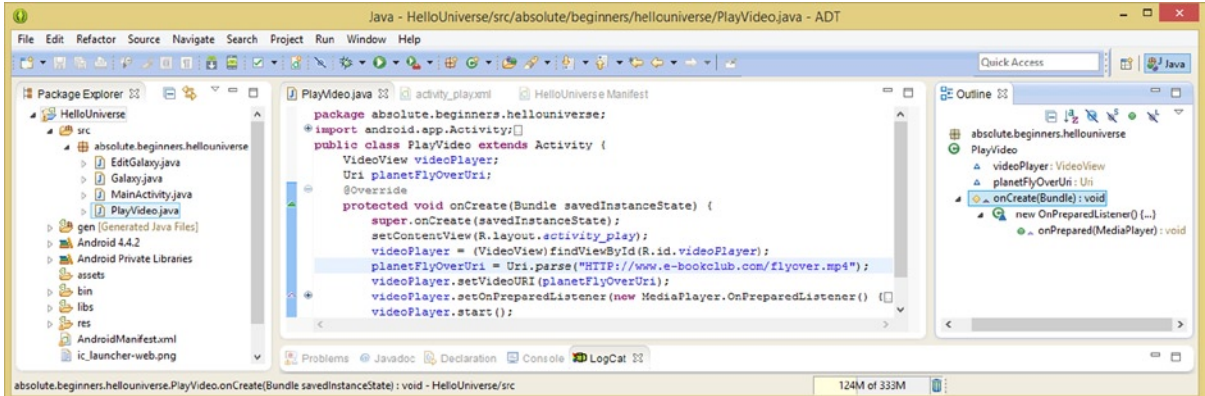 Java - HelloUniverse/src/absolute/beginners/hellouniverse/PlayVideo.java - ADT
File Edit Refactor Source Navigate Search Project Run Window Help
Quick Access
Java
Package Explorer
HelloUniverse
src
absolute.beginners.hellouniverse
EditGalaxy.java
Galaxy.java
MainActivity.java
PlayVideo.java
gen [Generated Java Files]
Android 4.4.2
Android Private Libraries
assets
bin
libs
res
AndroidManifest.xml
ic_launcher-web.png
PlayVideo.java activity_play.xml HelloUniverse Manifest
package absolute.beginners.hellouniverse;
import android.app.Activity;
public class PlayVideo extends Activity {
VideoView videoPlayer;
Uri planetFlyOverUri;
@Override
protected void onCreate(Bundle savedInstanceState) {
super.onCreate(savedInstanceState);
setContentView(R.layout.activity_play);
videoPlayer = (VideoView)findViewById(R.id.videoPlayer);
planetFlyOverUri = Uri.parse("HTTP://www.e-bookclub.com/flyover.mp4");
videoPlayer.setVideoURI(planetFlyOverUri);
videoPlayer.setOnPreparedListener(new MediaPlayer.OnPreparedListener() {
videoPlayer.start();
Outline
absolute.beginners.hellouniverse
PlayVideo
videoPlayer : VideoView
planetFlyOverUri : Uri
onCreate(Bundle) : void
new OnPreparedListener() {...}
onPrepared(MediaPlayer) : void
Problems Javadoc Declaration Console LogCat
absolute.beginners.hellouniverse.PlayVideo.onCreate(Bundle savedInstanceState) : void - HelloUniverse/src
124M of 333M